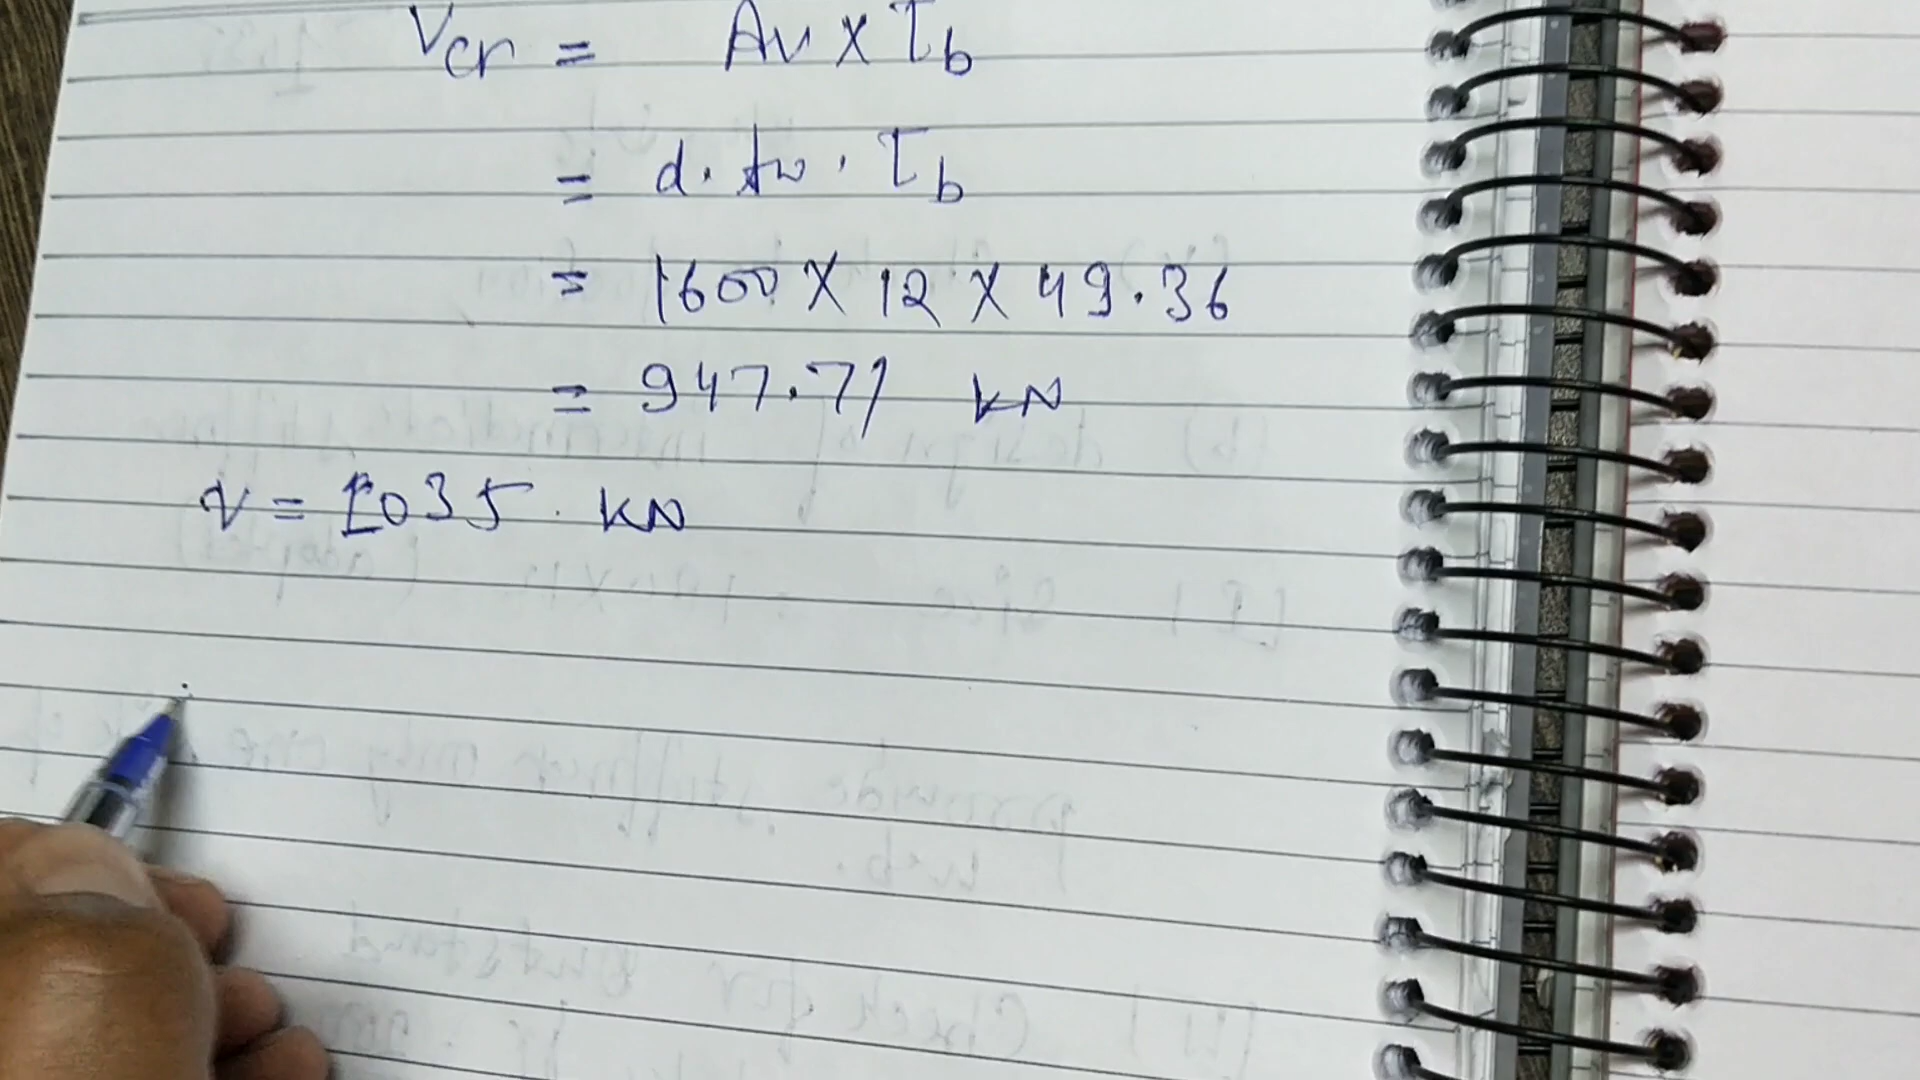 Vcr = Av X τb
= d. tw . τb
= 1600 X 12 X 49.36
= 947.71 kN
V = 1035 . kN